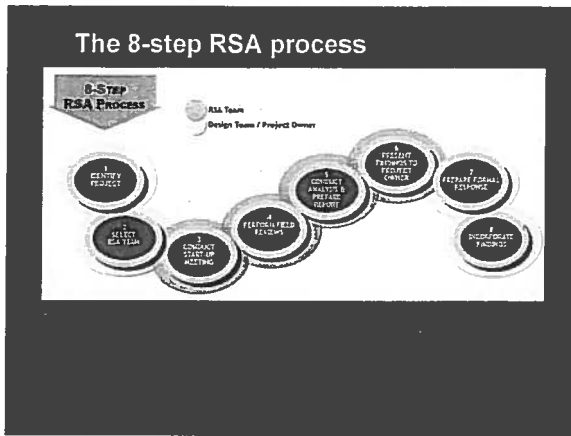 The 8-step RSA process
8-STEP
RSA PROCESS
RSA Team
Design Team / Project Owner
1
IDENTIFY
PROJECT
2
SELECT
RSA TEAM
3
CONDUCT
START-UP
MEETING
4
PERFORM FIELD
REVIEWS
5
CONDUCT
ANALYSIS &
PREPARE
REPORT
6
PRESENT
FINDINGS TO
PROJECT
OWNER
7
PREPARE FORMAL
RESPONSE
8
INCORPORATE
FINDINGS